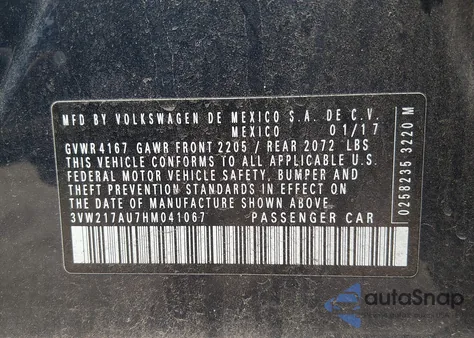 MFD BY VOLKSWAGEN DE MEXICO S.A. DE C.V.
MEXICO 01/17
GVWR4167 GAWR FRONT 2205 / REAR 2072 LBS
THIS VEHICLE CONFORMS TO ALL APPLICABLE U.S.
FEDERAL MOTOR VEHICLE SAFETY, BUMPER AND
THEFT PREVENTION STANDARDS IN EFFECT ON
THE DATE OF MANUFACTURE SHOWN ABOVE.
3VW217AU7HM041067 PASSENGER CAR
0258235 3220 M
autoSnap